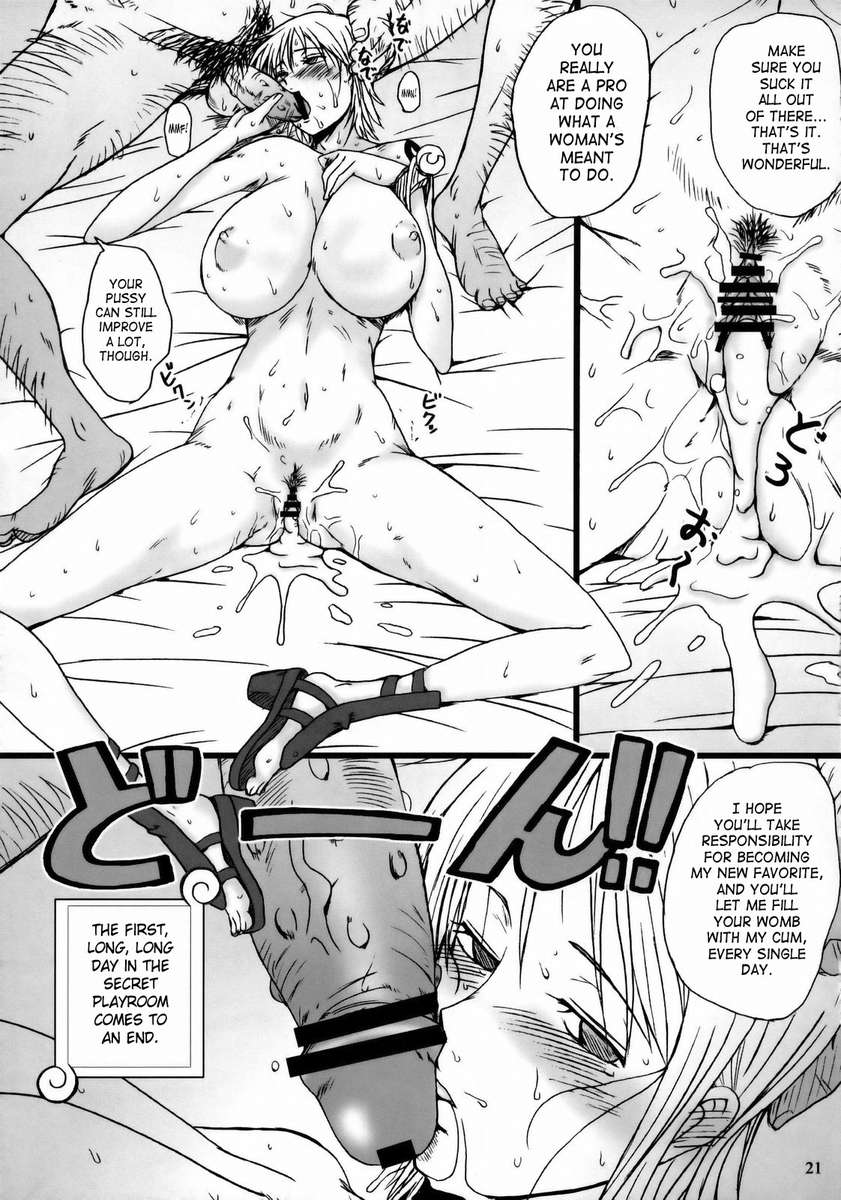 MAKE
SURE YOU
SUCK IT
ALL OUT
OF THERE...
THAT'S IT.
THAT'S
WONDERFUL.
YOU
REALLY
ARE A PRO
AT DOING
WHAT A
WOMAN'S
MEANT
TO DO.
なで
なで
MMF!
YOUR
PUSSY
CAN STILL
IMPROVE
A LOT,
THOUGH.
ビクン
ビクン
どろ
どーん!!
I HOPE
YOU'LL TAKE
RESPONSIBILITY
FOR BECOMING
MY NEW FAVORITE,
AND YOU'LL
LET ME FILL
YOUR WOMB
WITH MY CUM,
EVERY SINGLE
DAY.
THE FIRST,
LONG, LONG
DAY IN THE
SECRET
PLAYROOM
COMES TO
AN END.
21